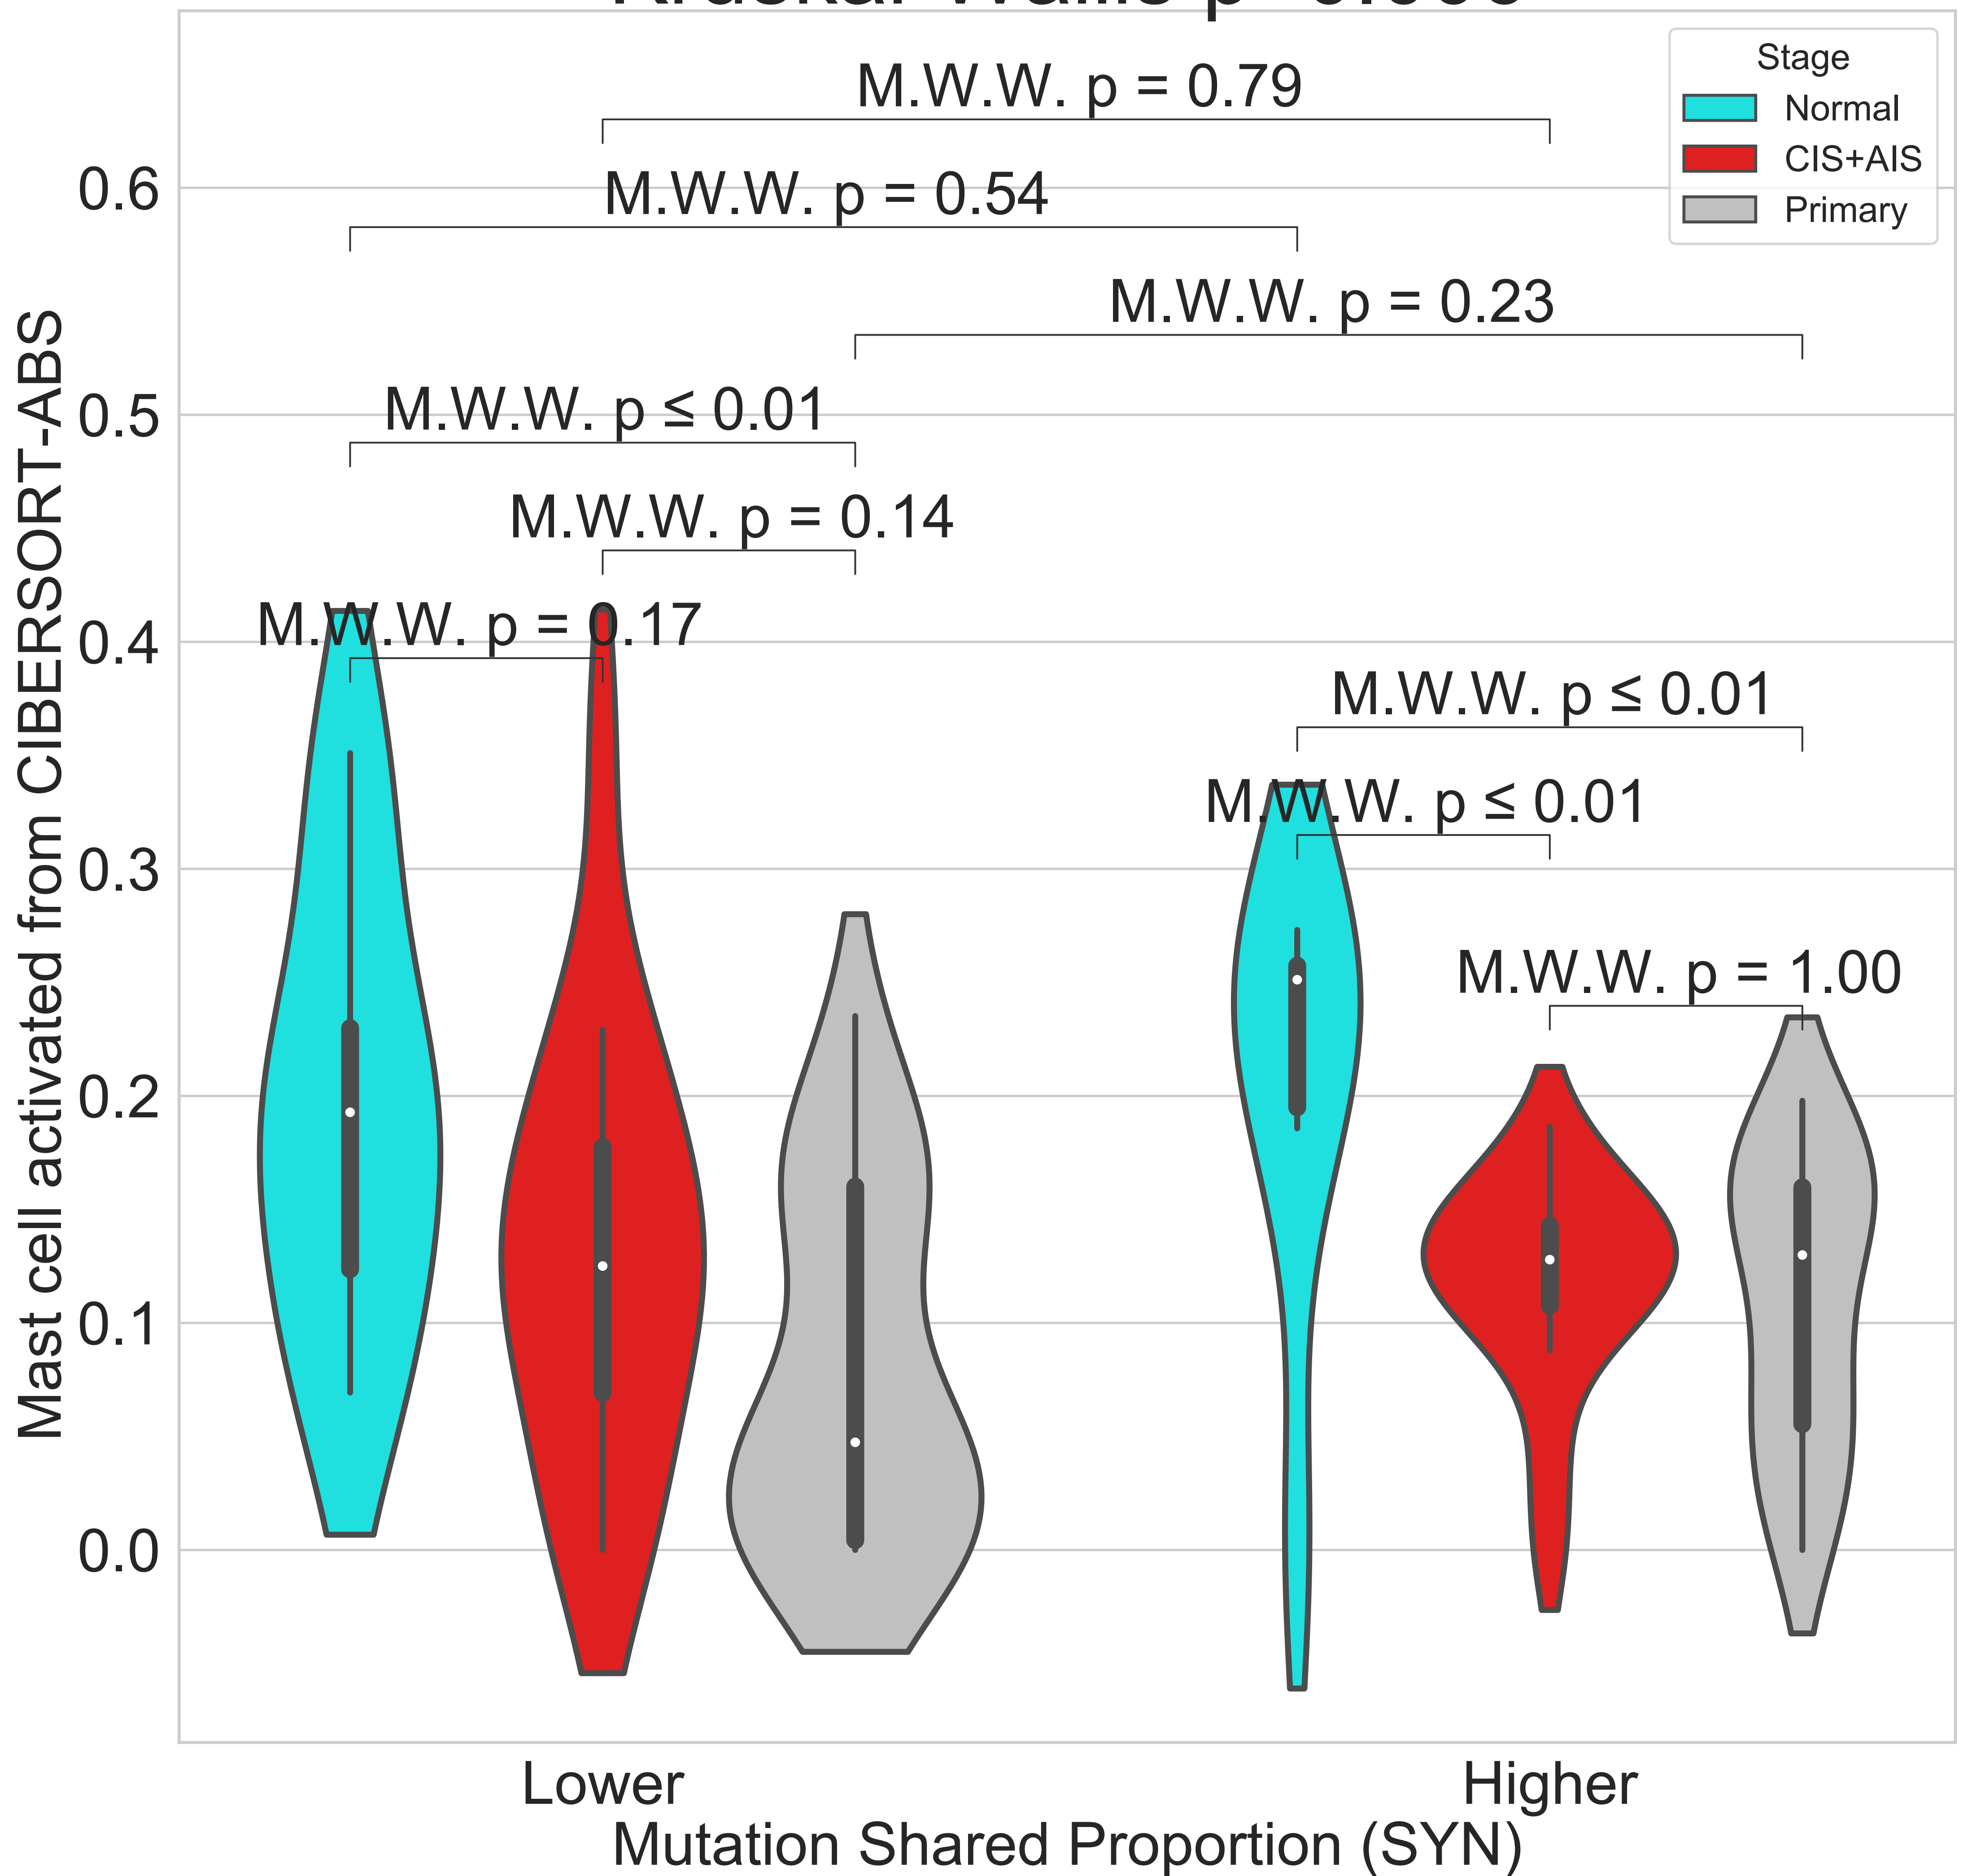 M.W.W. p = 0.79
Stage
Normal
CIS+AIS
Primary
M.W.W. p = 0.54
M.W.W. p = 0.23
M.W.W. p ≤ 0.01
M.W.W. p = 0.14
M.W.W. p = 0.17
M.W.W. p ≤ 0.01
M.W.W. p ≤ 0.01
M.W.W. p = 1.00
Mast cell activated from CIBERSORT-ABS
0.6
0.5
0.4
0.3
0.2
0.1
0.0
Lower
Higher
Mutation Shared Proportion (SYN)